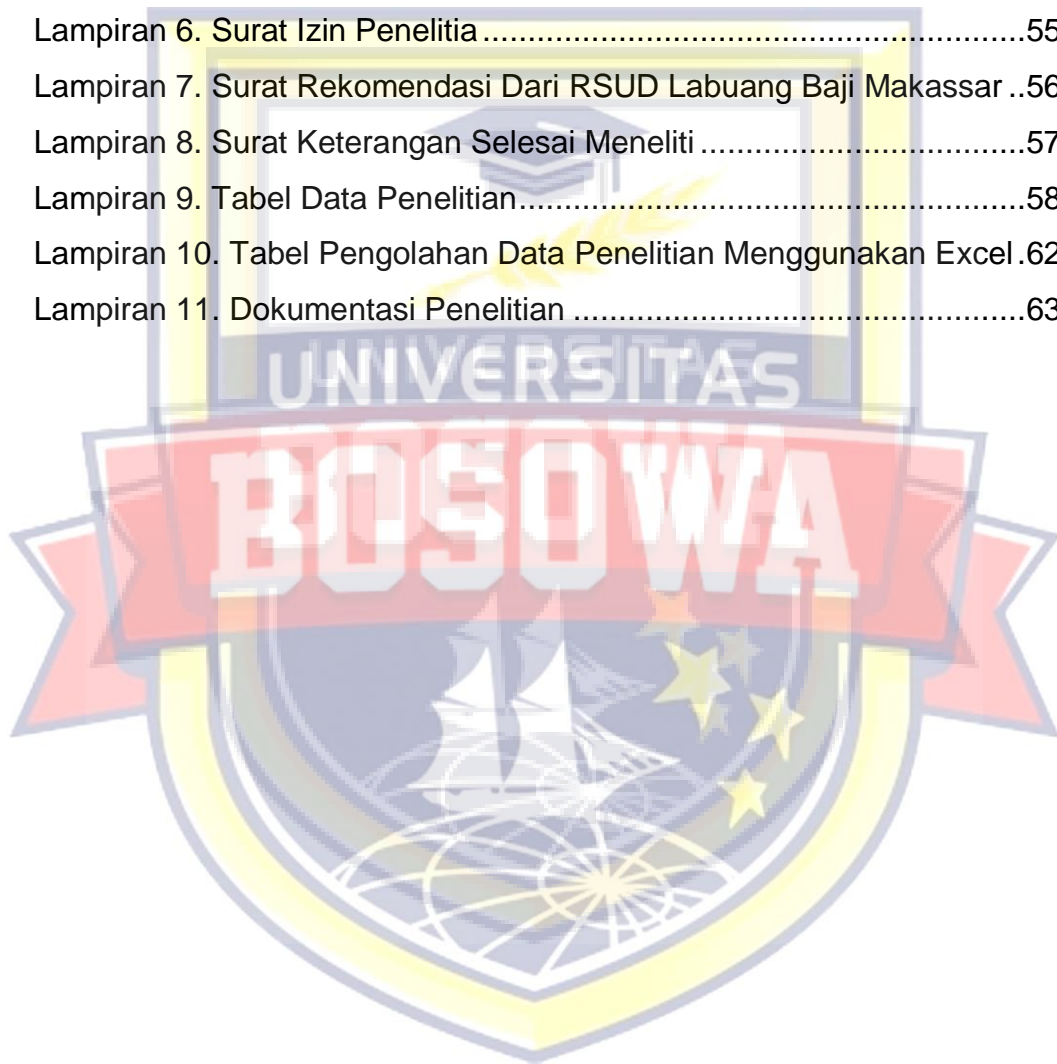 Lampiran 6. Surat Izin Penelitia.................................................................55
Lampiran 7. Surat Rekomendasi Dari RSUD Labuang Baji Makassar ..56
Lampiran 8. Surat Keterangan Selesai Meneliti.......................................57
Lampiran 9. Tabel Data Penelitian.............................................................58
Lampiran 10. Tabel Pengolahan Data Penelitian Menggunakan Excel.62
Lampiran 11. Dokumentasi Penelitian ......................................................63
UNIVERSITAS
BOSOWA